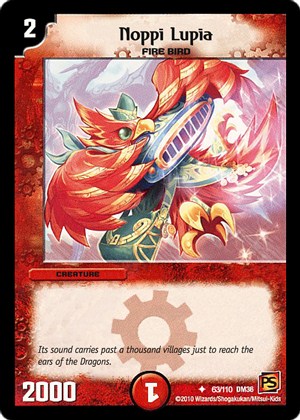 2
Noppi Lupia
FIRE BIRD
CREATURE
Its sound carries past a thousand villages just to reach
the ears of the Dragons.
2000
1
63/110 DM36
PS
©2010 Wizards/Shogakukan/Mitsui-Kids